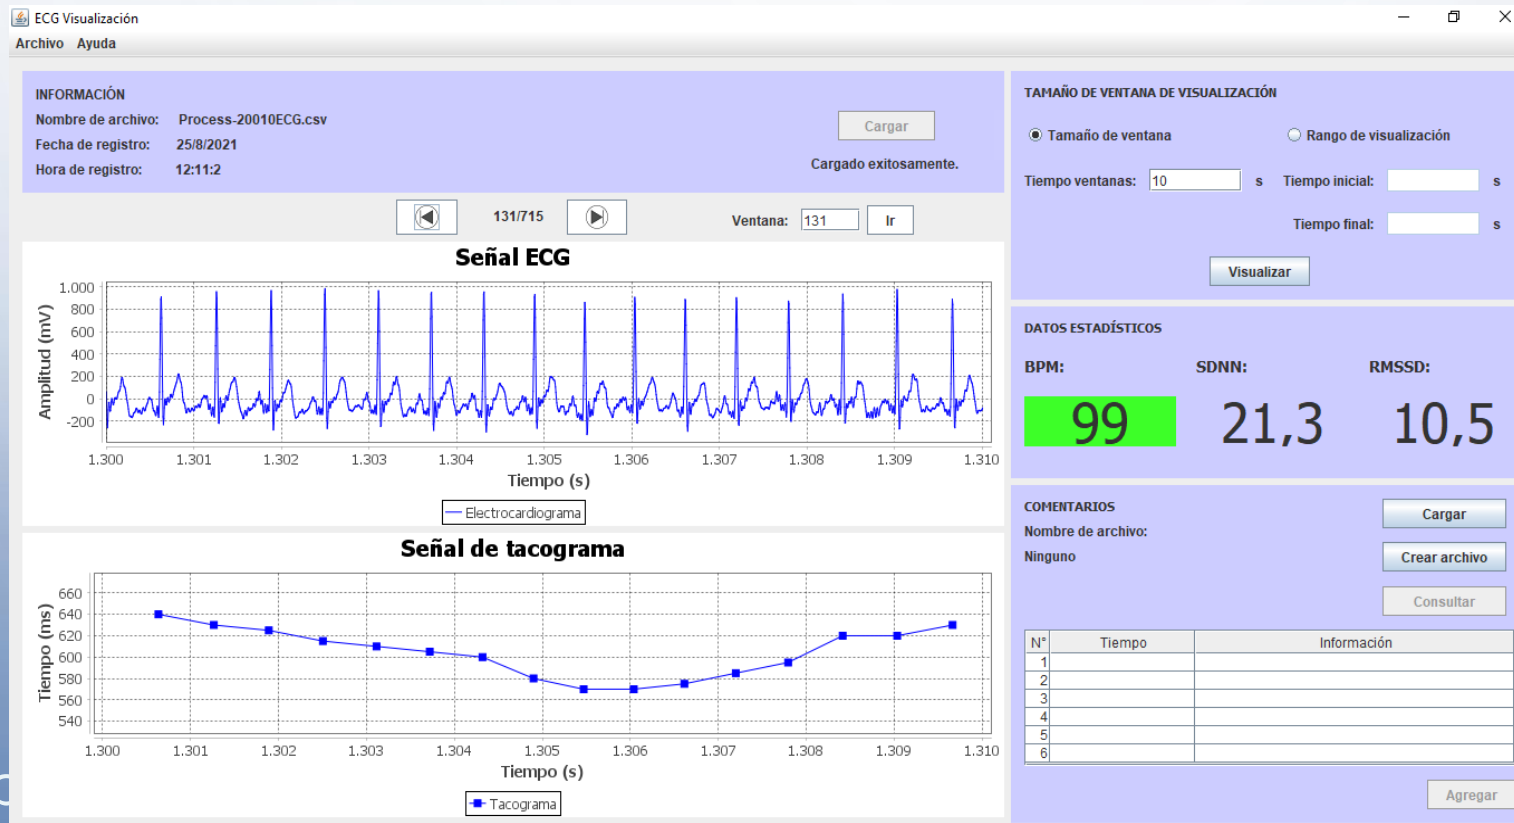 ECG Visualización
Archivo Ayuda
INFORMACIÓN
Nombre de archivo: Process-20010ECG.csv
Fecha de registro: 25/8/2021
Hora de registro: 12:11:2
Cargar
Cargado exitosamente.
131/715
Ventana: 131 Ir
Señal ECG
Amplitud (mV)
1.000
800
600
400
200
0
-200
1.300 1.301 1.302 1.303 1.304 1.305 1.306 1.307 1.308 1.309 1.310
Tiempo (s)
Electrocardiograma
Señal de tacograma
Tiempo (ms)
660
640
620
600
580
560
540
1.300 1.301 1.302 1.303 1.304 1.305 1.306 1.307 1.308 1.309 1.310
Tiempo (s)
Tacograma
TAMAÑO DE VENTANA DE VISUALIZACIÓN
Tamaño de ventana Rango de visualización
Tiempo ventanas: 10 s Tiempo inicial: s
Tiempo final: s
Visualizar
DATOS ESTADÍSTICOS
BPM: SDNN: RMSSD:
99 21,3 10,5
COMENTARIOS
Nombre de archivo:
Ninguno
Cargar
Crear archivo
Consultar
N° Tiempo Información
1
2
3
4
5
6
Agregar